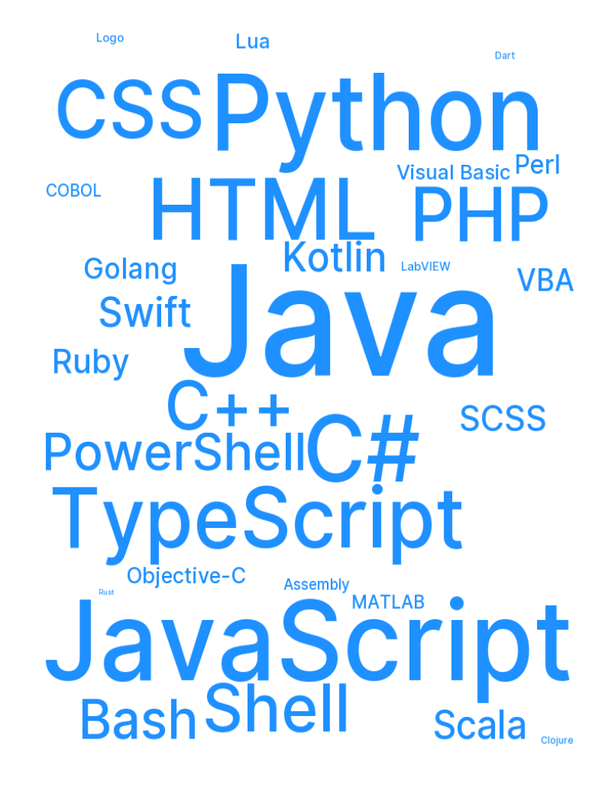 Logo
Lua
Dart
CSS
Python
Visual Basic
Perl
COBOL
HTML
PHP
Kotlin
Golang
LabVIEW
VBA
Swift
Java
Ruby
C++
SCSS
PowerShell
C#
TypeScript
Objective-C
Assembly
Rust
MATLAB
JavaScript
Bash
Shell
Scala
Clojure